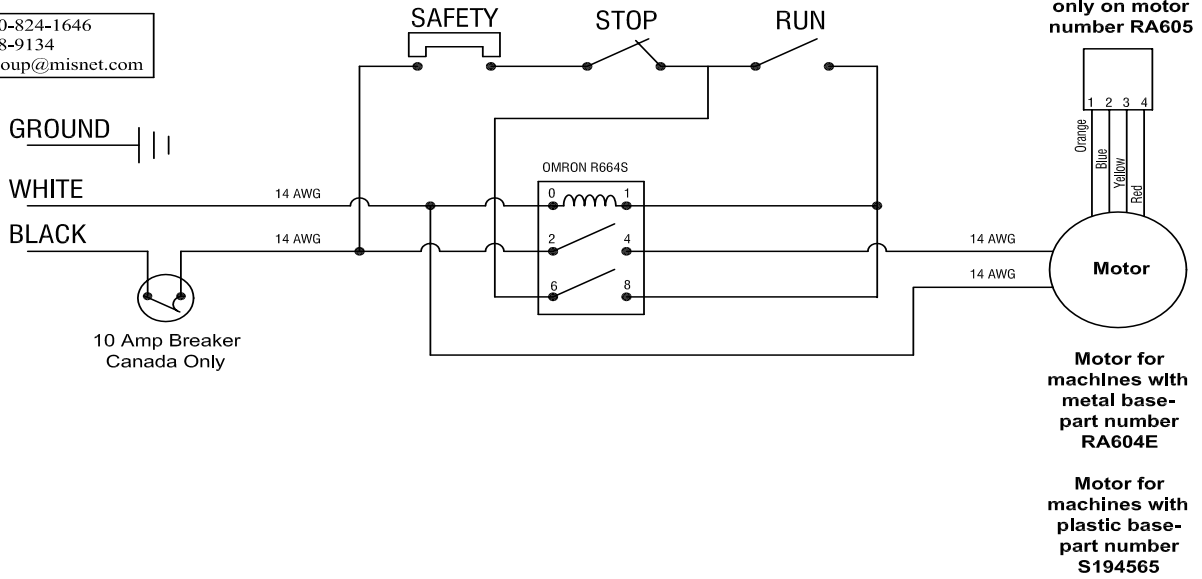 0-824-1646
8-9134
oup@misnet.com
SAFETY
STOP
RUN
only on motor
number RA605
1 2 3 4
Orange
Blue
Yellow
Red
GROUND
OMRON R664S
WHITE
14 AWG
0
1
BLACK
14 AWG
2
4
14 AWG
14 AWG
Motor
6
8
10 Amp Breaker
Canada Only
Motor for
machines with
metal base-
part number
RA604E
Motor for
machines with
plastic base-
part number
S194565